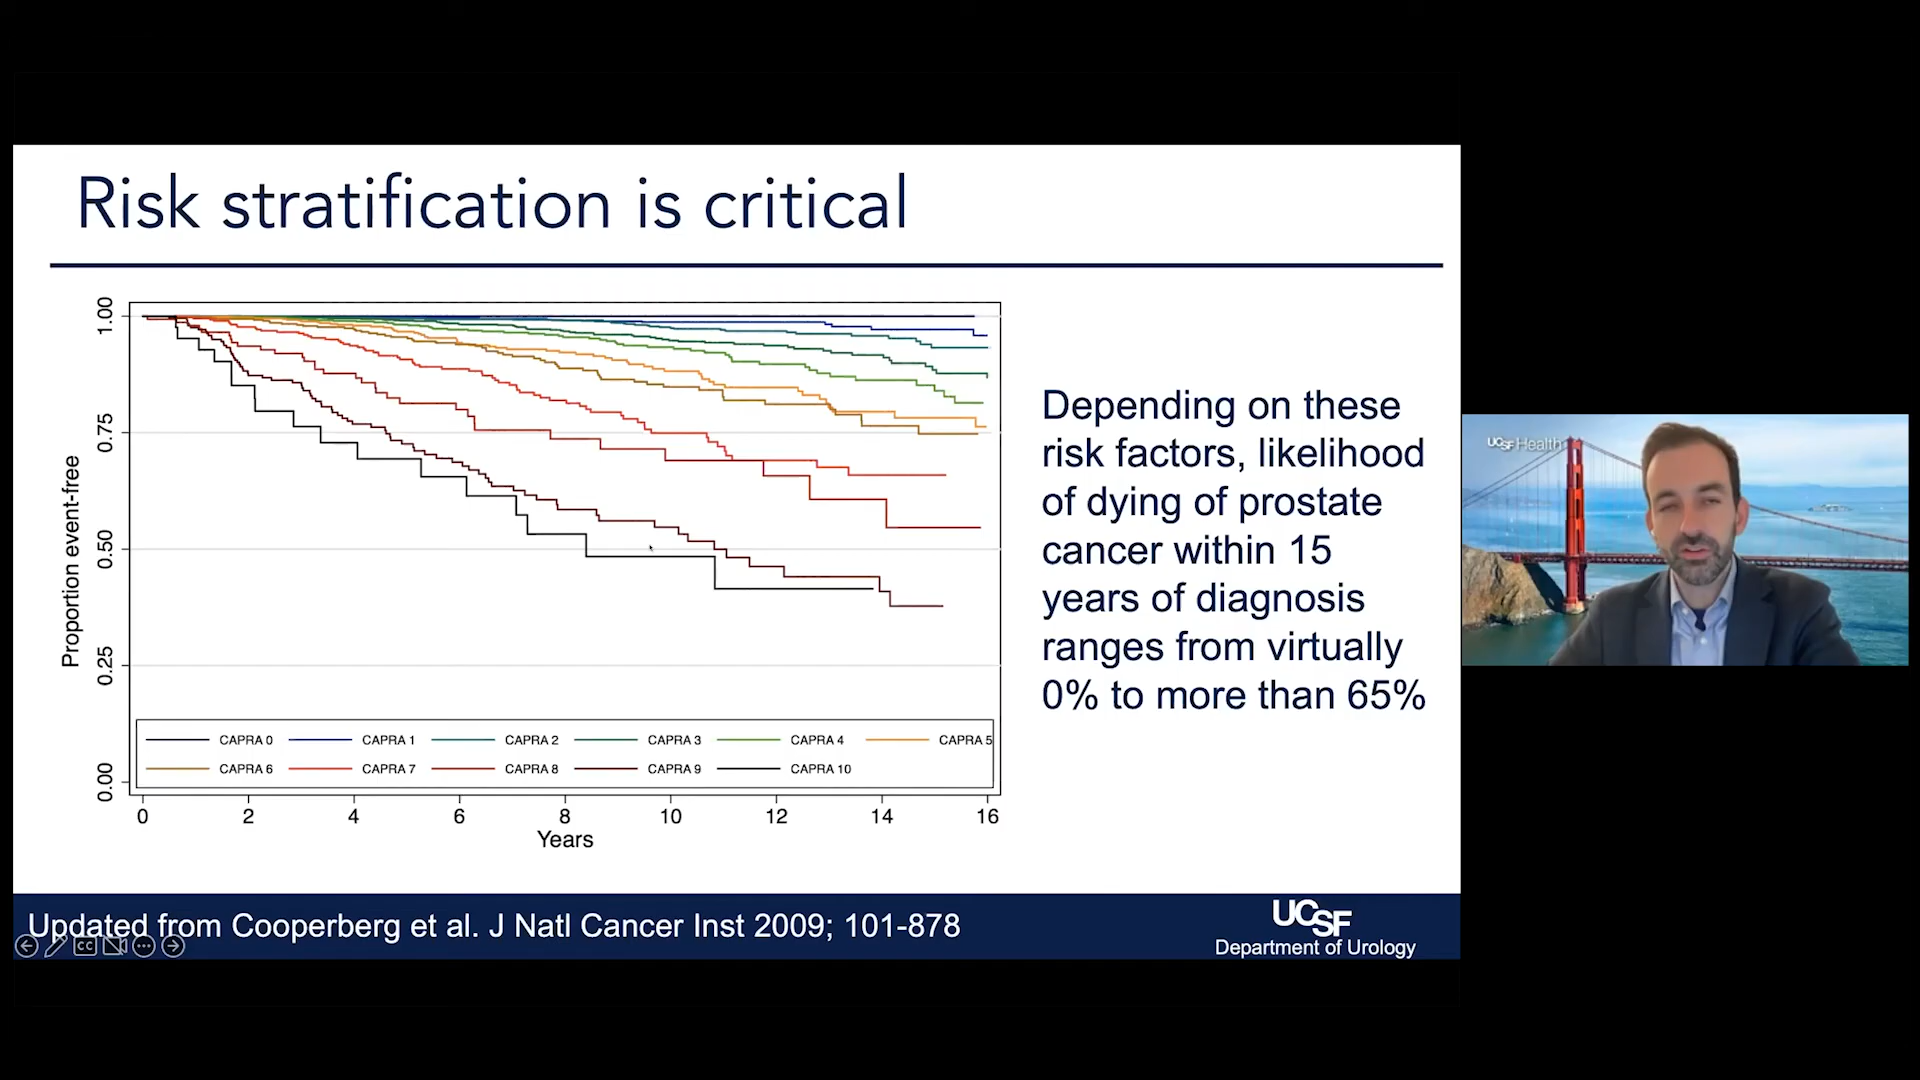 Risk stratification is critical
Proportion event-free
1.00
0.75
0.50
0.25
0.00
CAPRA 0 CAPRA 1 CAPRA 2 CAPRA 3 CAPRA 4 CAPRA 5
CAPRA 6 CAPRA 7 CAPRA 8 CAPRA 9 CAPRA 10
0 2 4 6 8 10 12 14 16
Years
Depending on these
risk factors, likelihood
of dying of prostate
cancer within 15
years of diagnosis
ranges from virtually
0% to more than 65%
UCSF Health
Updated from Cooperberg et al. J Natl Cancer Inst 2009; 101-878
CC
UCSF
Department of Urology